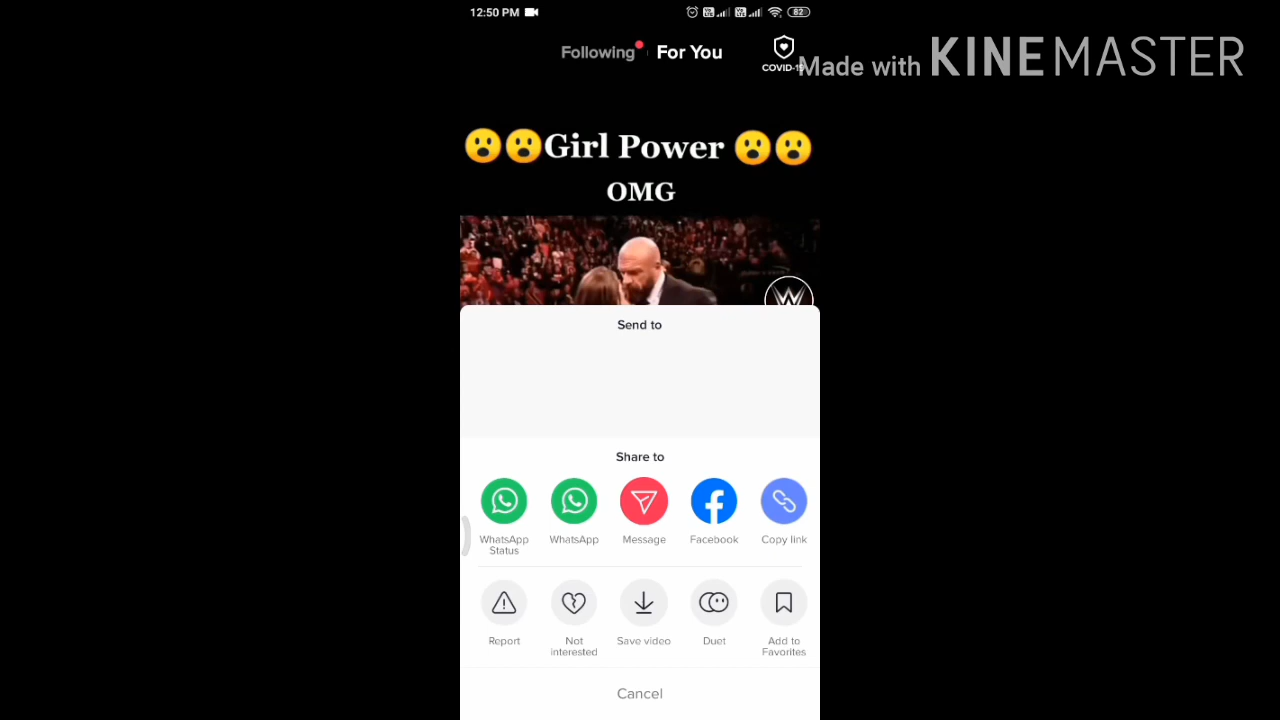 12:50 PM
82
Following
For You
COVID-19
Made with KINEMASTER
😮😮Girl Power 😮😮
OMG
Send to
Share to
WhatsApp Status
WhatsApp
Message
Facebook
Copy link
Report
Not interested
Save video
Duet
Add to Favorites
Cancel